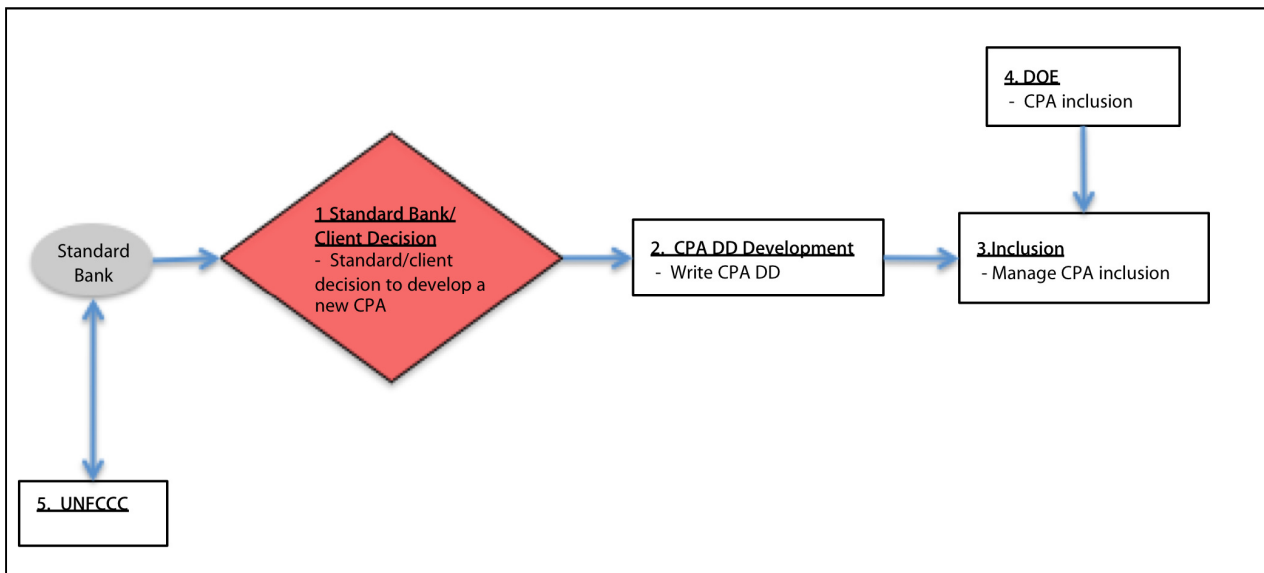 4. DOE
- CPA inclusion
1 Standard Bank/
Client Decision
- Standard/client
decision to develop a
new CPA
Standard
Bank
2. CPA DD Development
- Write CPA DD
3.Inclusion
- Manage CPA inclusion
5. UNFCCC